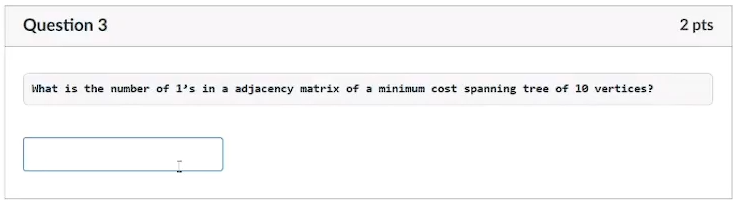 Question 3
2 pts
What is the number of 1's in a adjacency matrix of a minimum cost spanning tree of 10 vertices?